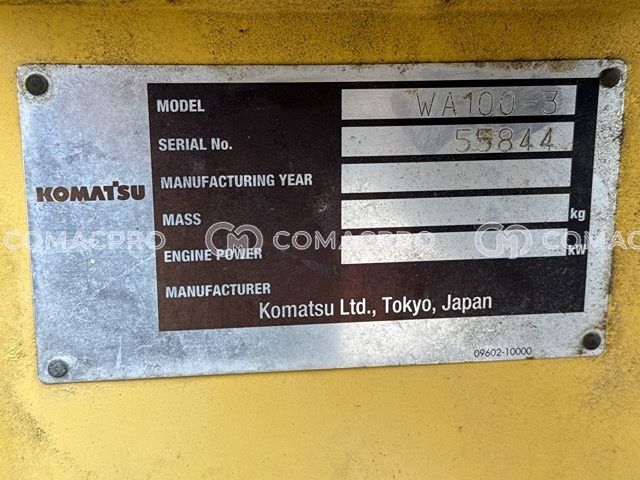 MODEL WA100-3
SERIAL No. 55844
KOMATSU
MANUFACTURING YEAR
MASS kg
COMACPRO COMACPRO COMACPRO
ENGINE POWER kW
MANUFACTURER
Komatsu Ltd., Tokyo, Japan
09602-10000